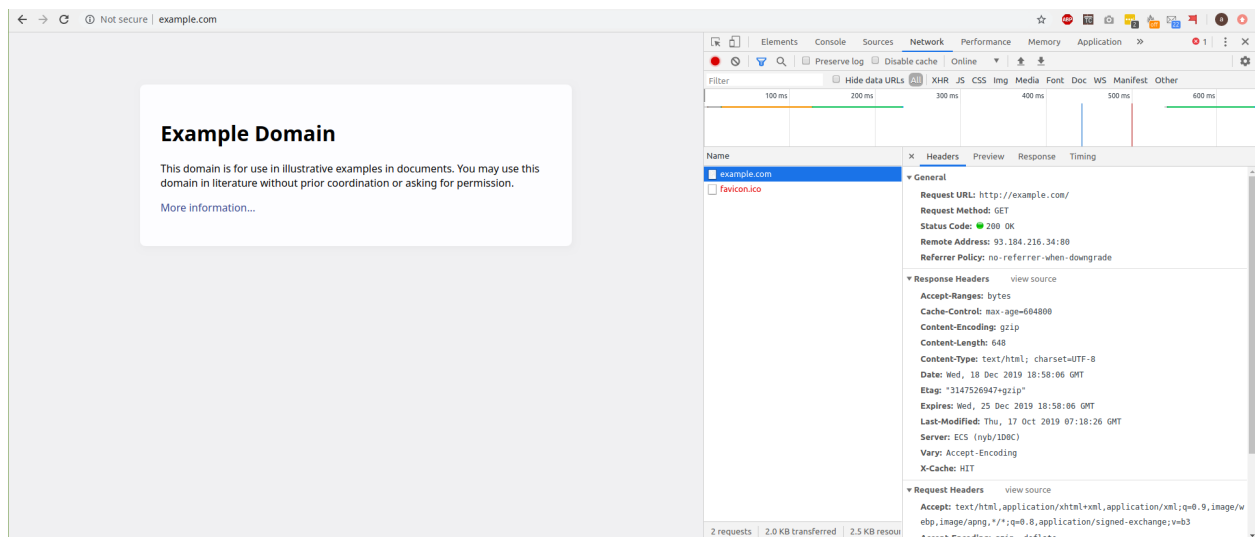 Not secure | example.com
ABP TC 2 off 22 a
Elements Console Sources Network Performance Memory Application » 1
Preserve log Disable cache Online
Filter Hide data URLs All XHR JS CSS Img Media Font Doc WS Manifest Other
100 ms 200 ms 300 ms 400 ms 500 ms 600 ms
Example Domain
This domain is for use in illustrative examples in documents. You may use this
domain in literature without prior coordination or asking for permission.
More information...
Name
example.com
favicon.ico
2 requests 2.0 KB transferred 2.5 KB resou
× Headers Preview Response Timing
General
Request URL: http://example.com/
Request Method: GET
Status Code: 200 OK
Remote Address: 93.184.216.34:80
Referrer Policy: no-referrer-when-downgrade
Response Headers view source
Accept-Ranges: bytes
Cache-Control: max-age=604800
Content-Encoding: gzip
Content-Length: 648
Content-Type: text/html; charset=UTF-8
Date: Wed, 18 Dec 2019 18:58:06 GMT
Etag: "3147526947+gzip"
Expires: Wed, 25 Dec 2019 18:58:06 GMT
Last-Modified: Thu, 17 Oct 2019 07:18:26 GMT
Server: ECS (nyb/1D0C)
Vary: Accept-Encoding
X-Cache: HIT
Request Headers view source
Accept: text/html,application/xhtml+xml,application/xml;q=0.9,image/w
ebp,image/apng,*/*;q=0.8,application/signed-exchange;v=b3